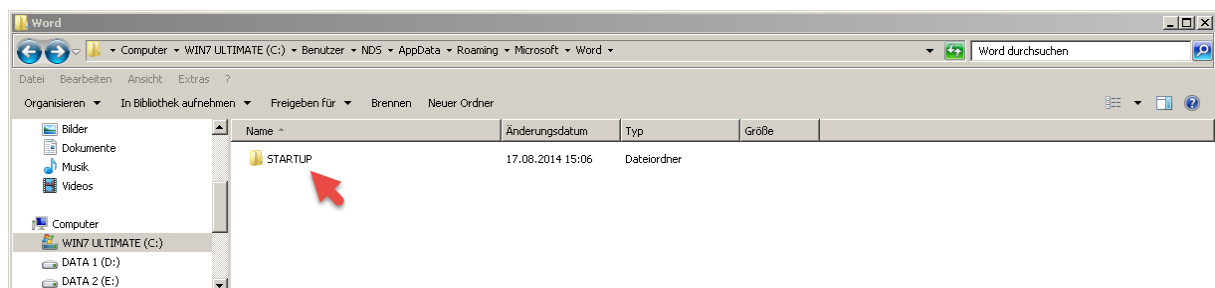 Word
Computer WIN7 ULTIMATE (C:) Benutzer NDS AppData Roaming Microsoft Word Word durchsuchen
Datei Bearbeiten Ansicht Extras ?
Organisieren In Bibliothek aufnehmen Freigeben für Brennen Neuer Ordner
Bilder
Dokumente
Musik
Videos
Computer
WIN7 ULTIMATE (C:)
DATA 1 (D:)
DATA 2 (E:)
Name Änderungsdatum Typ Größe
STARTUP 17.08.2014 15:06 Dateiordner